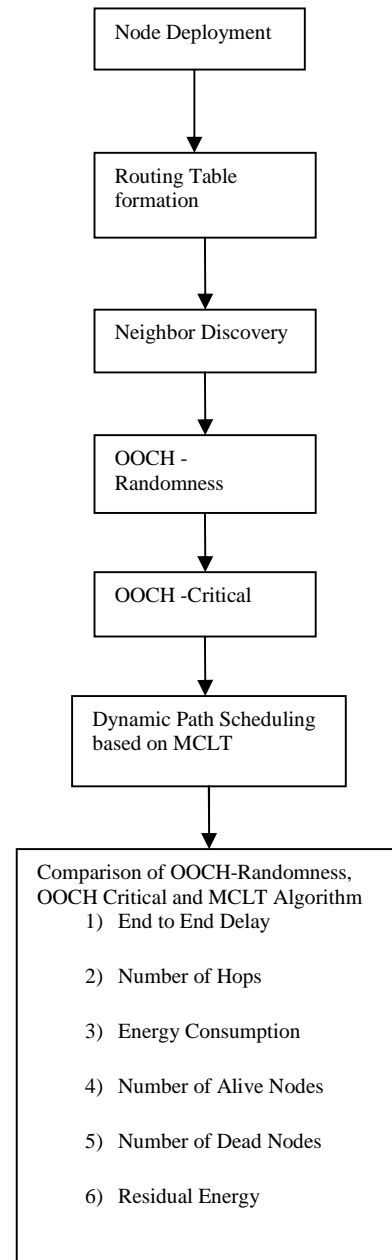 Node Deployment
Routing Table
formation
Neighbor Discovery
OOCH -
Randomness
OOCH -Critical
Dynamic Path Scheduling
based on MCLT
Comparison of OOCH-Randomness,
OOCH Critical and MCLT Algorithm
1) End to End Delay
2) Number of Hops
3) Energy Consumption
4) Number of Alive Nodes
5) Number of Dead Nodes
6) Residual Energy